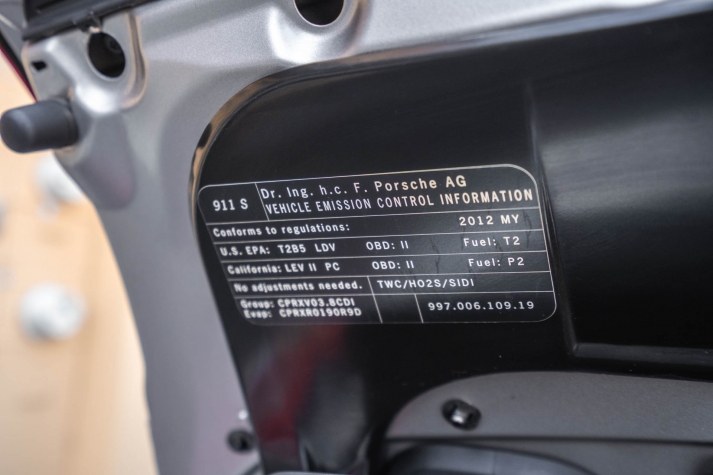 911 S
Dr. Ing. h.c. F. Porsche AG
VEHICLE EMISSION CONTROL INFORMATION
Conforms to regulations: 2012 MY
U.S. EPA: T2B5 LDV OBD: II Fuel: T2
California: LEV II PC OBD: II Fuel: P2
No adjustments needed. TWC/HO2S/SIDI
Group: CPRXV03.8CDI
Evap: CPRXR0190R9D
997.006.109.19